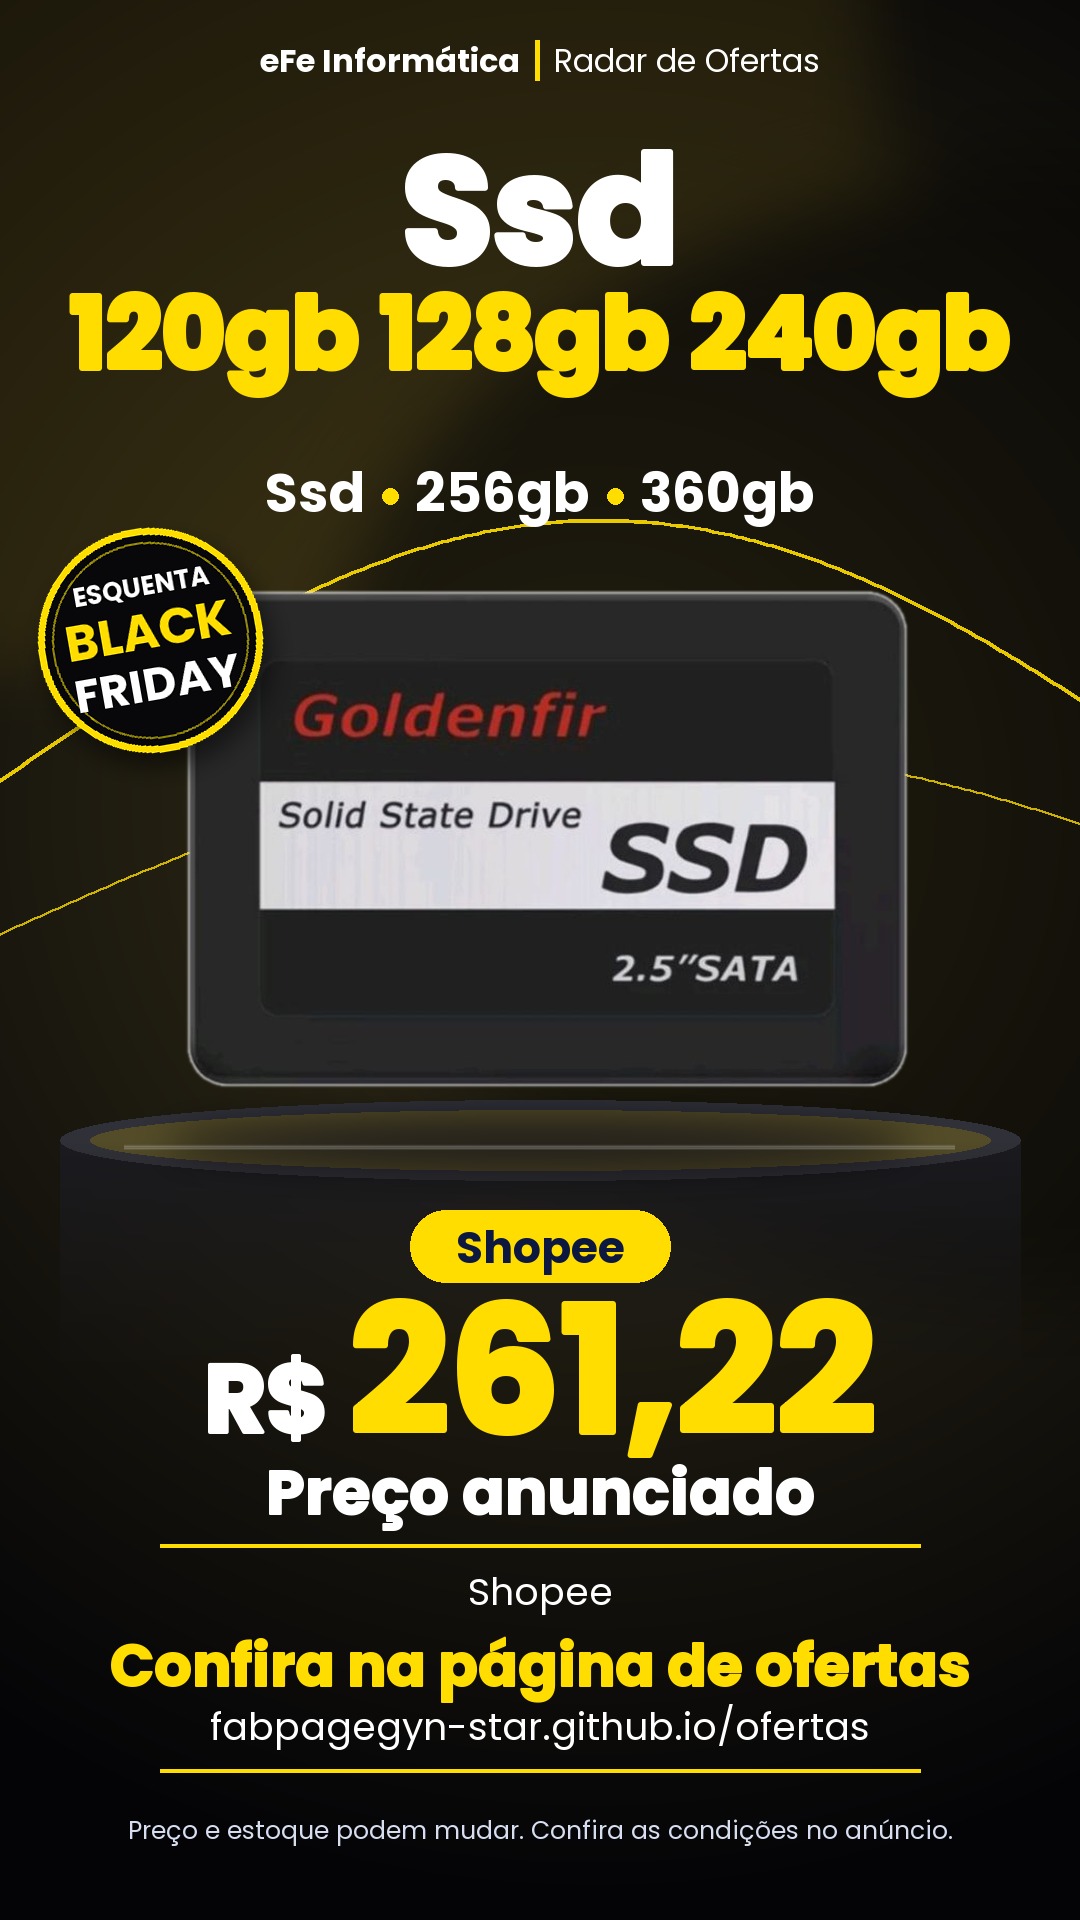 eFe Informática | Radar de Ofertas
Ssd
120gb 128gb 240gb
Ssd • 256gb • 360gb
ESQUENTA
BLACK
FRIDAY
Goldenfir
Solid State Drive
SSD
2.5"SATA
Shopee
R$ 261,22
Preço anunciado
Shopee
Confira na página de ofertas
fabpagegyn-star.github.io/ofertas
Preço e estoque podem mudar. Confira as condições no anúncio.